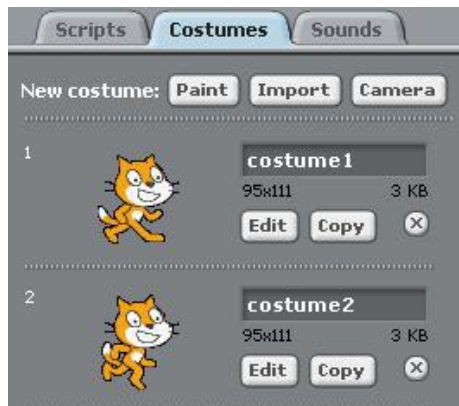 Scripts Costumes Sounds
New costume: Paint Import Camera
1
costume1
95x111 3 KB
Edit Copy
2
costume2
95x111 3 KB
Edit Copy